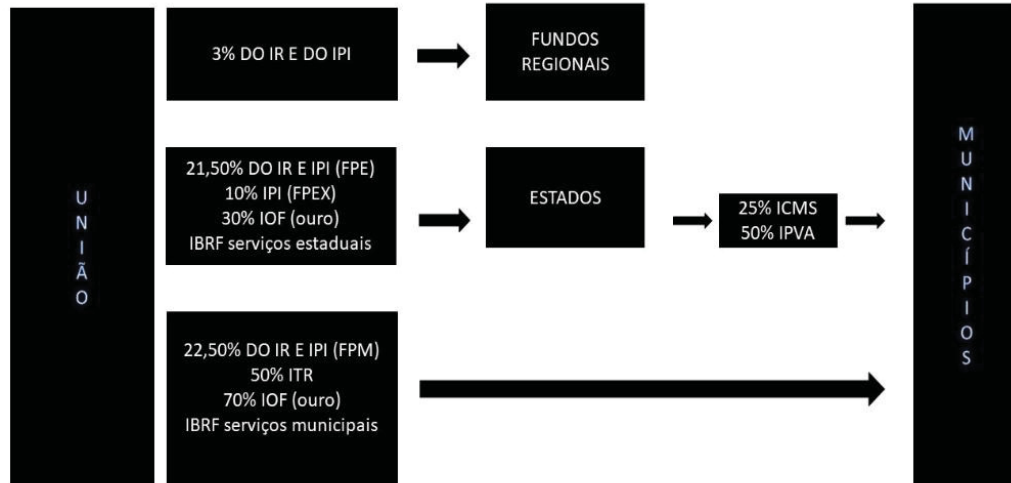 UNIÃO
3% DO IR E DO IPI
FUNDOS
REGIONAIS
21,50% DO IR E IPI (FPE)
10% IPI (FPEX)
30% IOF (ouro)
IBRF serviços estaduais
ESTADOS
25% ICMS
50% IPVA
22,50% DO IR E IPI (FPM)
50% ITR
70% IOF (ouro)
IBRF serviços municipais
MUNICÍPIOS